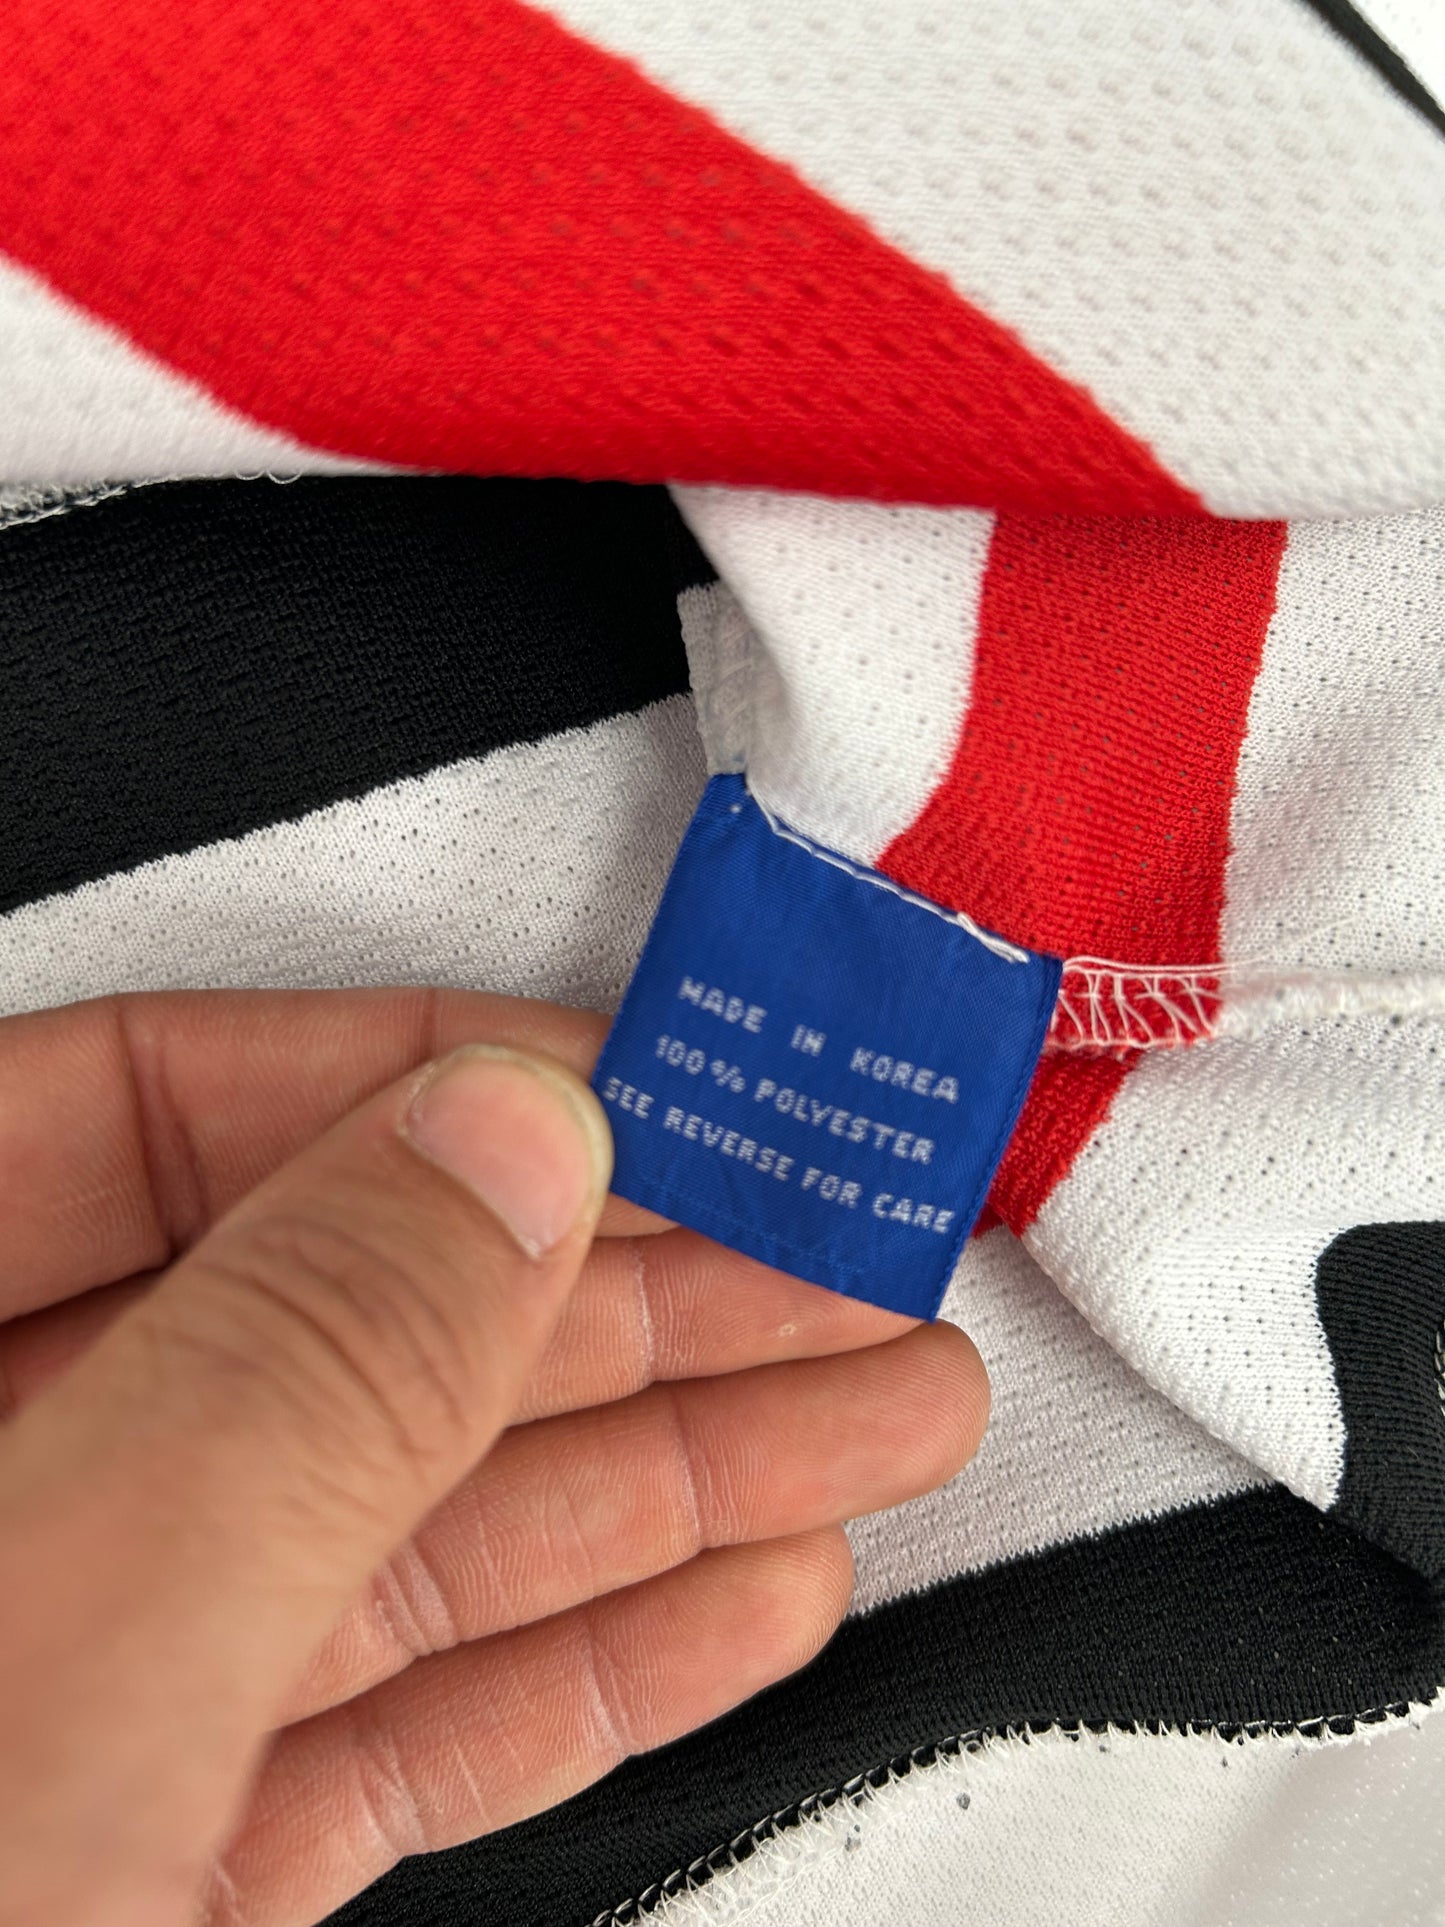 MADE IN KOREA
100% POLYESTER
SEE REVERSE FOR CARE